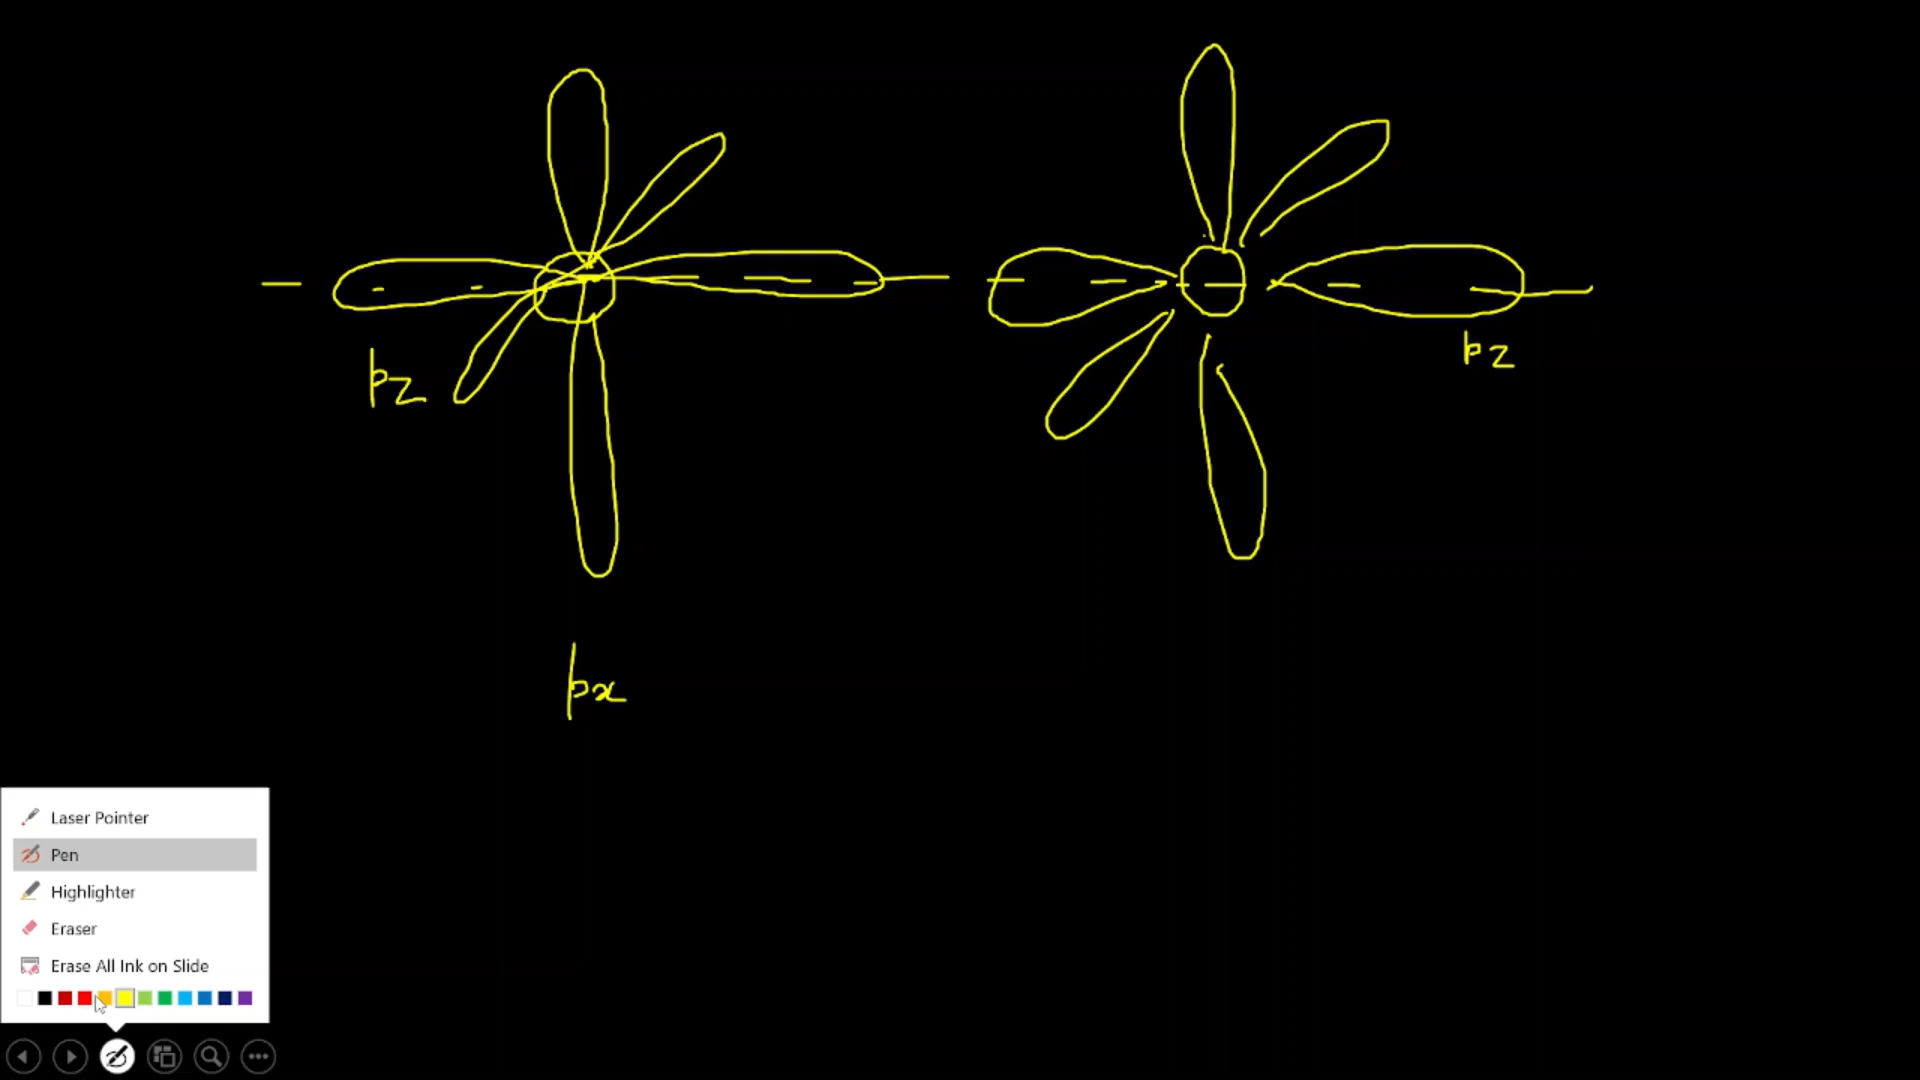 pz
pz
px
Laser Pointer
Pen
Highlighter
Eraser
Erase All Ink on Slide